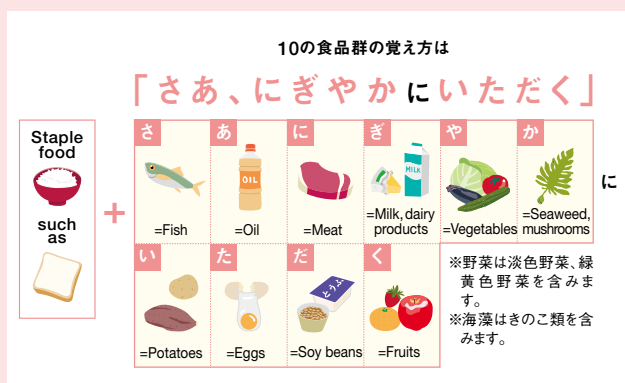 10の食品群の覚え方は
「さあ、にぎやかにいただく」
Staple
food
such
as
+
さ
=Fish
あ
OIL
=Oil
に
=Meat
ぎ
MILK
=Milk, dairy
products
や
=Vegetables
か
=Seaweed,
mushrooms
に
い
=Potatoes
た
=Eggs
だ
とうふ
=Soy beans
く
=Fruits
※野菜は淡色野菜、緑
黄色野菜を含みま
す。
※海藻はきのこ類を含
みます。